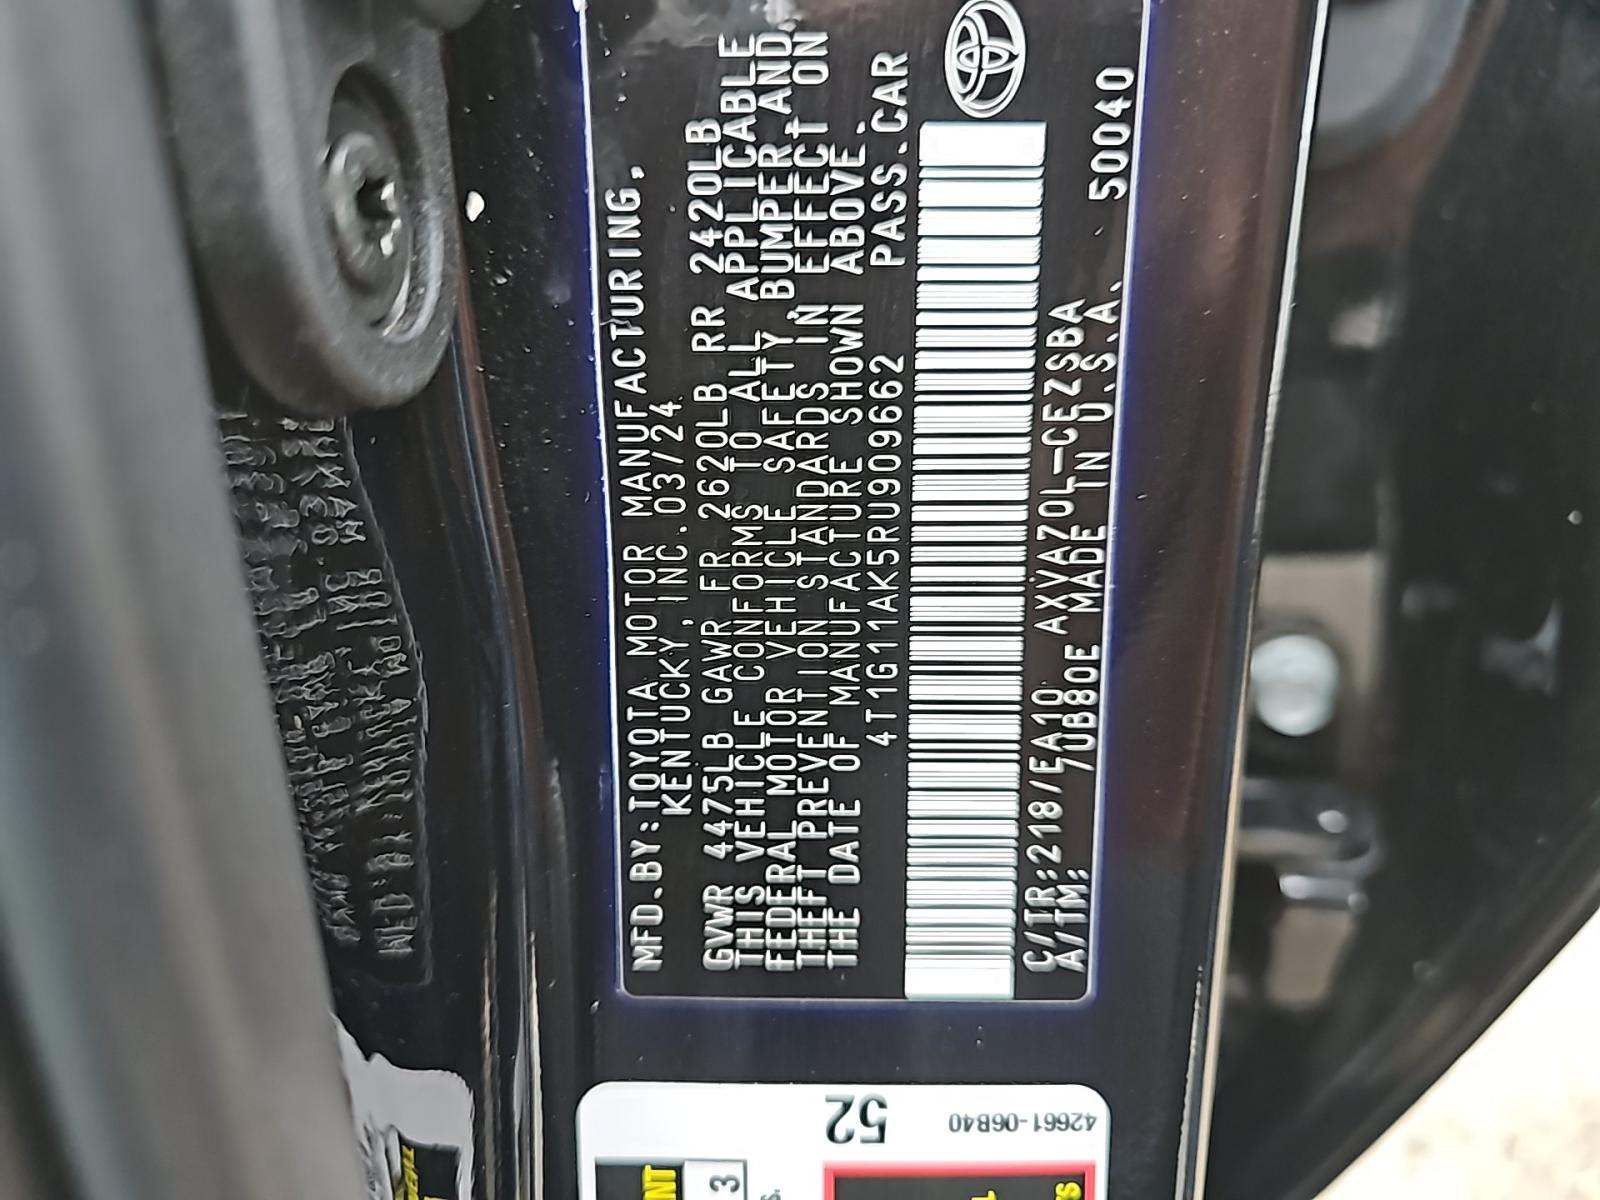 MFD.BY:TOYOTA MOTOR MANUFACTURING,
KENTUCKY, INC.03/24
GVWR 4475LB GAWR FR 2620LB RR 2420LB
THIS VEHICLE CONFORMS TO ALL APPLICABLE
FEDERAL MOTOR VEHICLE SAFETY, BUMPER AND
THEFT PREVENTION STANDARDS IN EFFECT ON
THE DATE OF MANUFACTURE SHOWN ABOVE.
4T1G11AK5RU909662 PASS.CAR
C/TR:218/EA10 AXVA70L-CEZSBA 50040
A/TM: /UB80E MADE IN U.S.A.
52
42661-06B40
3